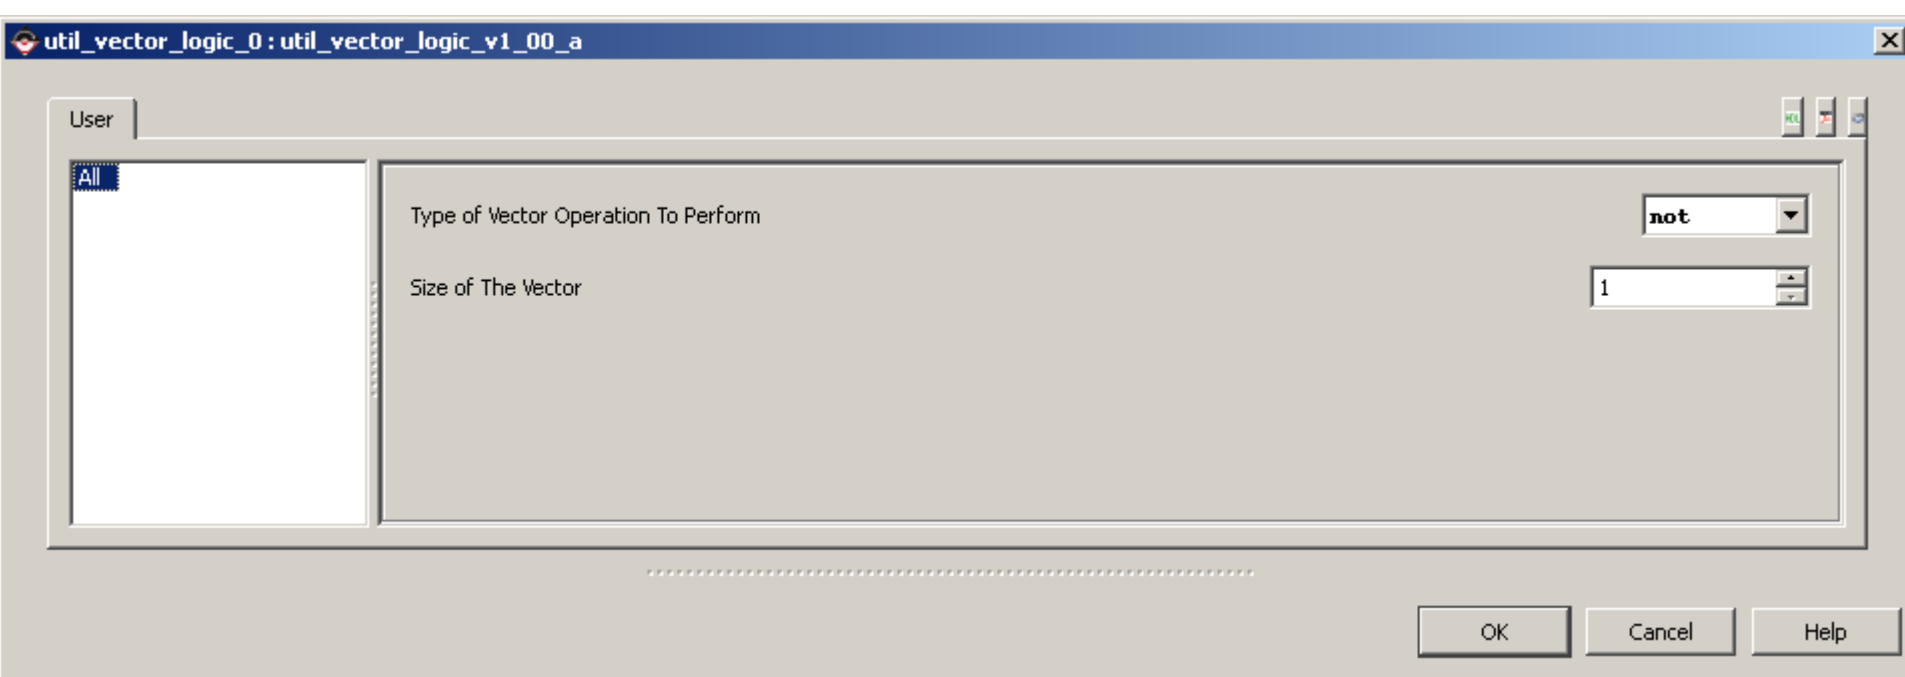 util_vector_logic_0 : util_vector_logic_v1_00_a
User
HDL
All
Type of Vector Operation To Perform
not
Size of The Vector
1
OK
Cancel
Help